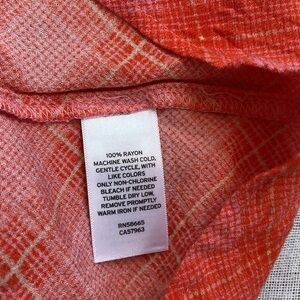 100% RAYON
MACHINE WASH COLD,
GENTLE CYCLE, WITH
LIKE COLORS
ONLY NON-CHLORINE
BLEACH IF NEEDED
TUMBLE DRY LOW,
REMOVE PROMPTLY
WARM IRON IF NEEDED
RN58665
CA57963